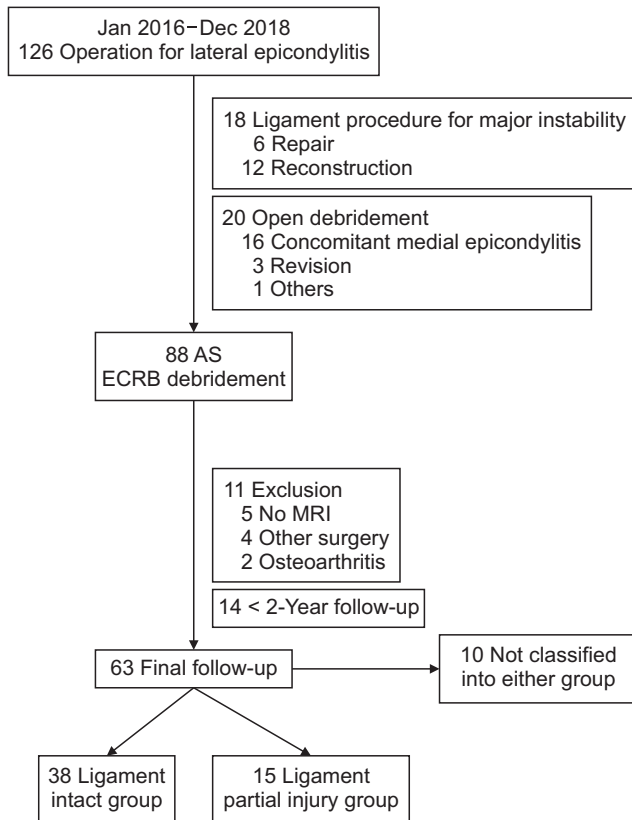 Jan 2016–Dec 2018
126 Operation for lateral epicondylitis
18 Ligament procedure for major instability
6 Repair
12 Reconstruction
20 Open debridement
16 Concomitant medial epicondylitis
3 Revision
1 Others
88 AS
ECRB debridement
11 Exclusion
5 No MRI
4 Other surgery
2 Osteoarthritis
14 < 2-Year follow-up
63 Final follow-up
10 Not classified
into either group
38 Ligament
intact group
15 Ligament
partial injury group